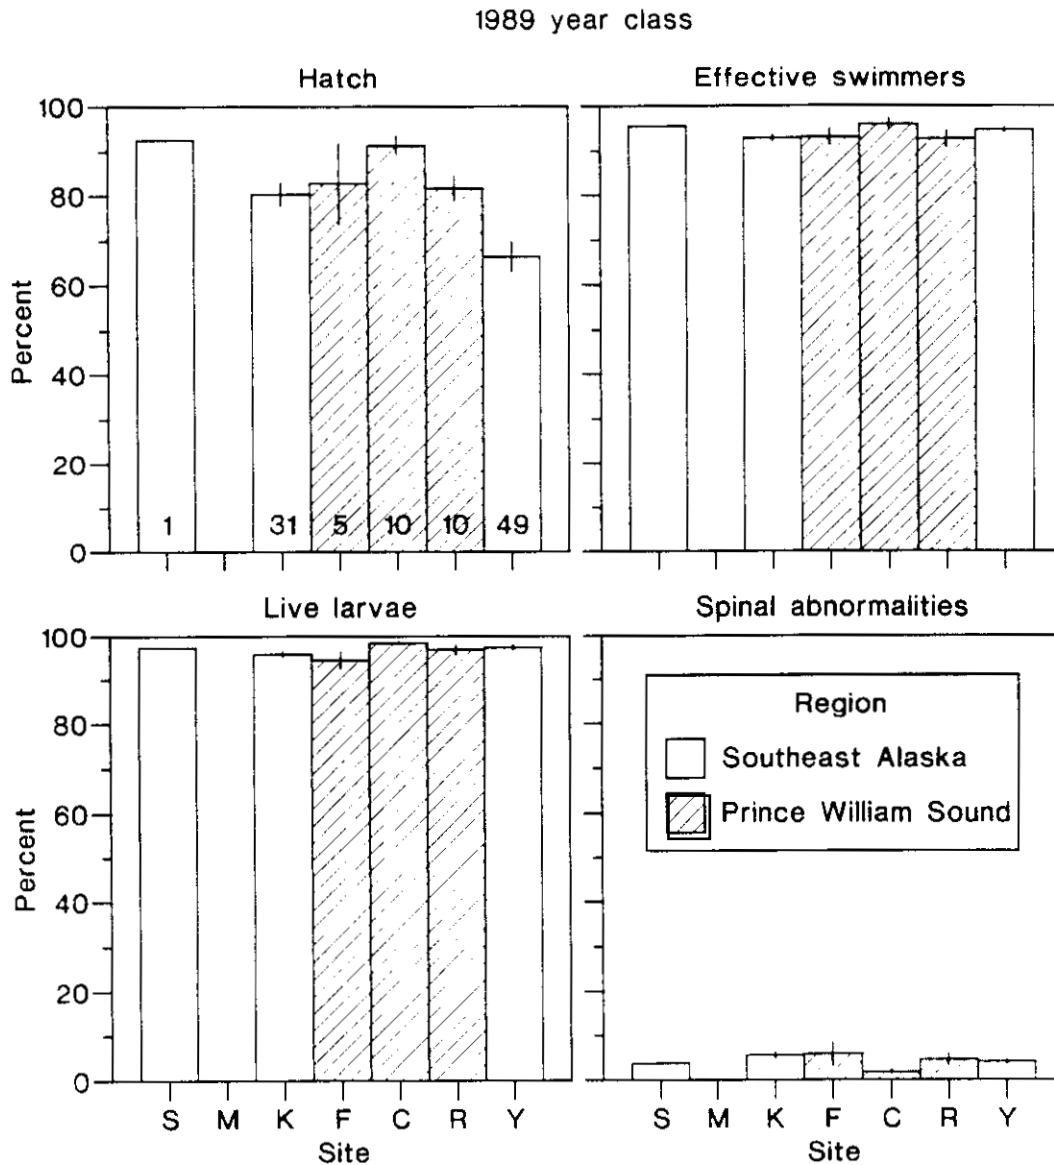 1989 year class
Hatch
Effective swimmers
100
80
60
40
20
0
Percent
1 31 5 10 10 49
Live larvae
Spinal abnormalities
100
80
60
40
20
0
Percent
Region
Southeast Alaska
Prince William Sound
S M K F C R Y
Site
S M K F C R Y
Site